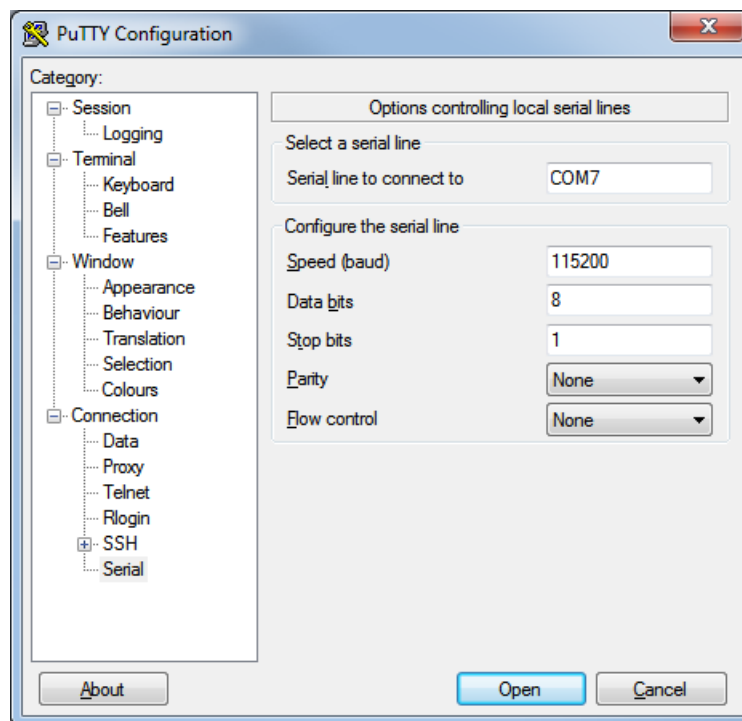 PuTTY Configuration
Category:
Session
Logging
Terminal
Keyboard
Bell
Features
Window
Appearance
Behaviour
Translation
Selection
Colours
Connection
Data
Proxy
Telnet
Rlogin
SSH
Serial
Options controlling local serial lines
Select a serial line
Serial line to connect to COM7
Configure the serial line
Speed (baud) 115200
Data bits 8
Stop bits 1
Parity None
Flow control None
About Open Cancel